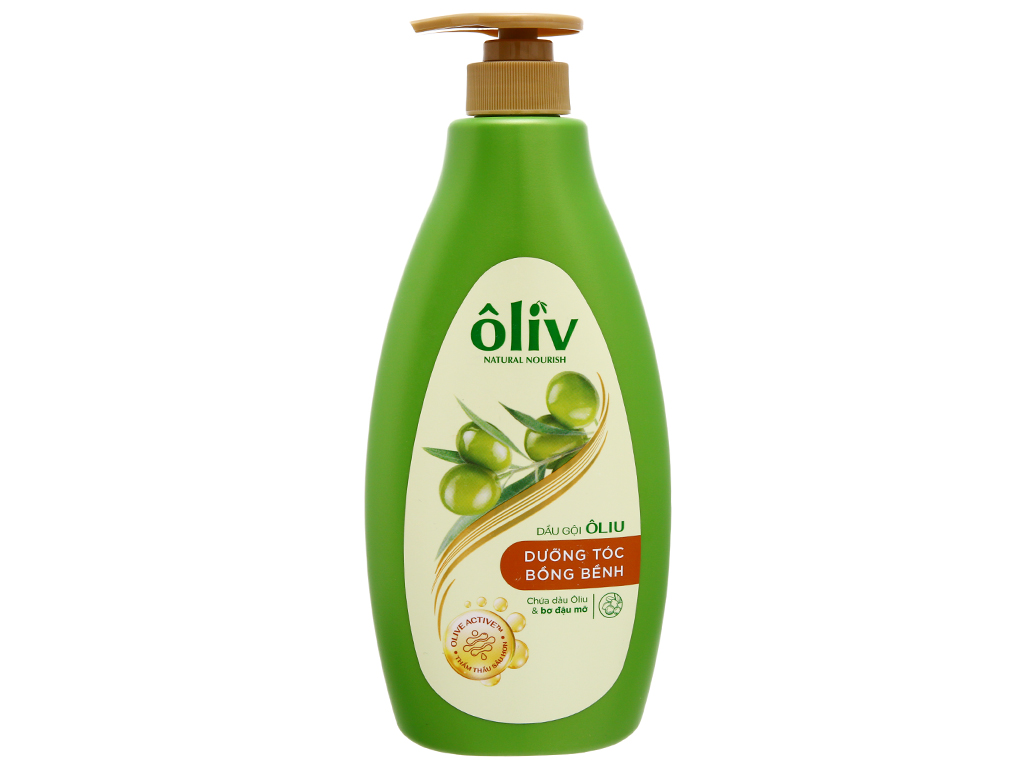 ôliv
NATURAL NOURISH
DẦU GỘI ÔLIU
DƯỠNG TÓC
BỒNG BỀNH
Chứa dầu Ôliu
& bơ đậu mỡ
OLIVE ACTIVE™
THẨM THẤU SÂU HƠN